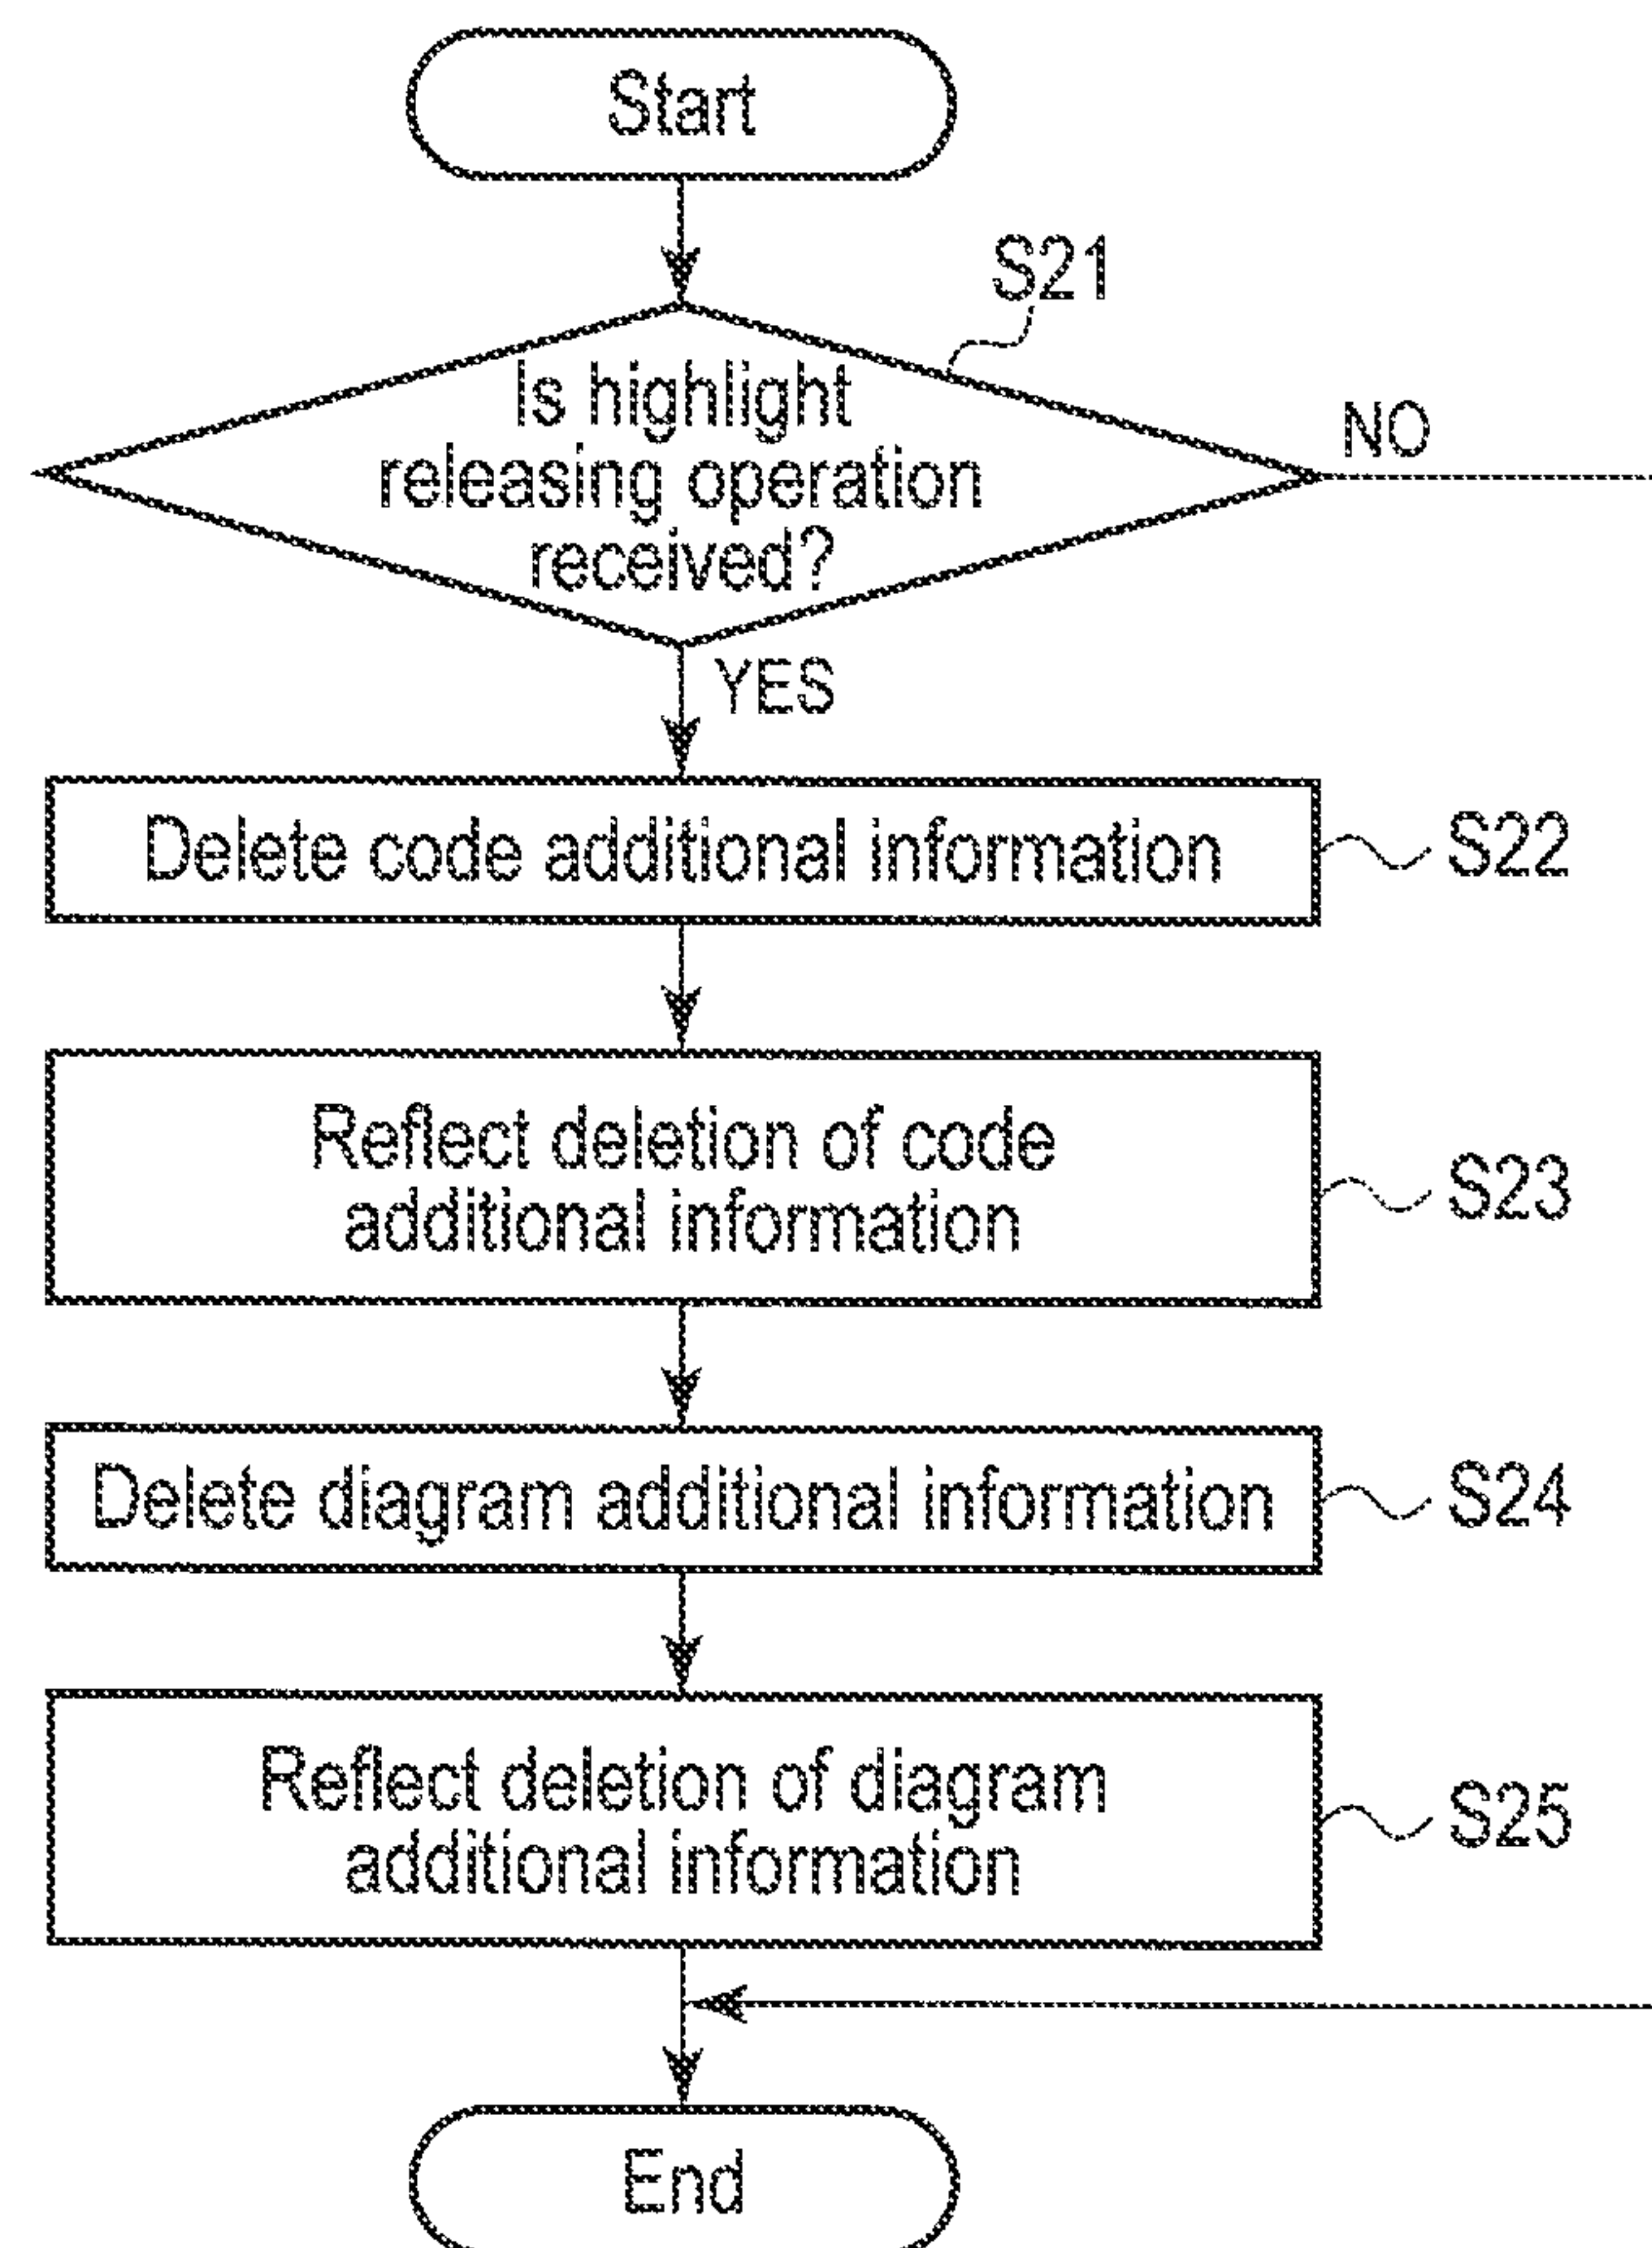 Start
S21
Is highlight
releasing operation
received?
NO
YES
Delete code additional information
S22
Reflect deletion of code
additional information
S23
Delete diagram additional information
S24
Reflect deletion of diagram
additional information
S25
End